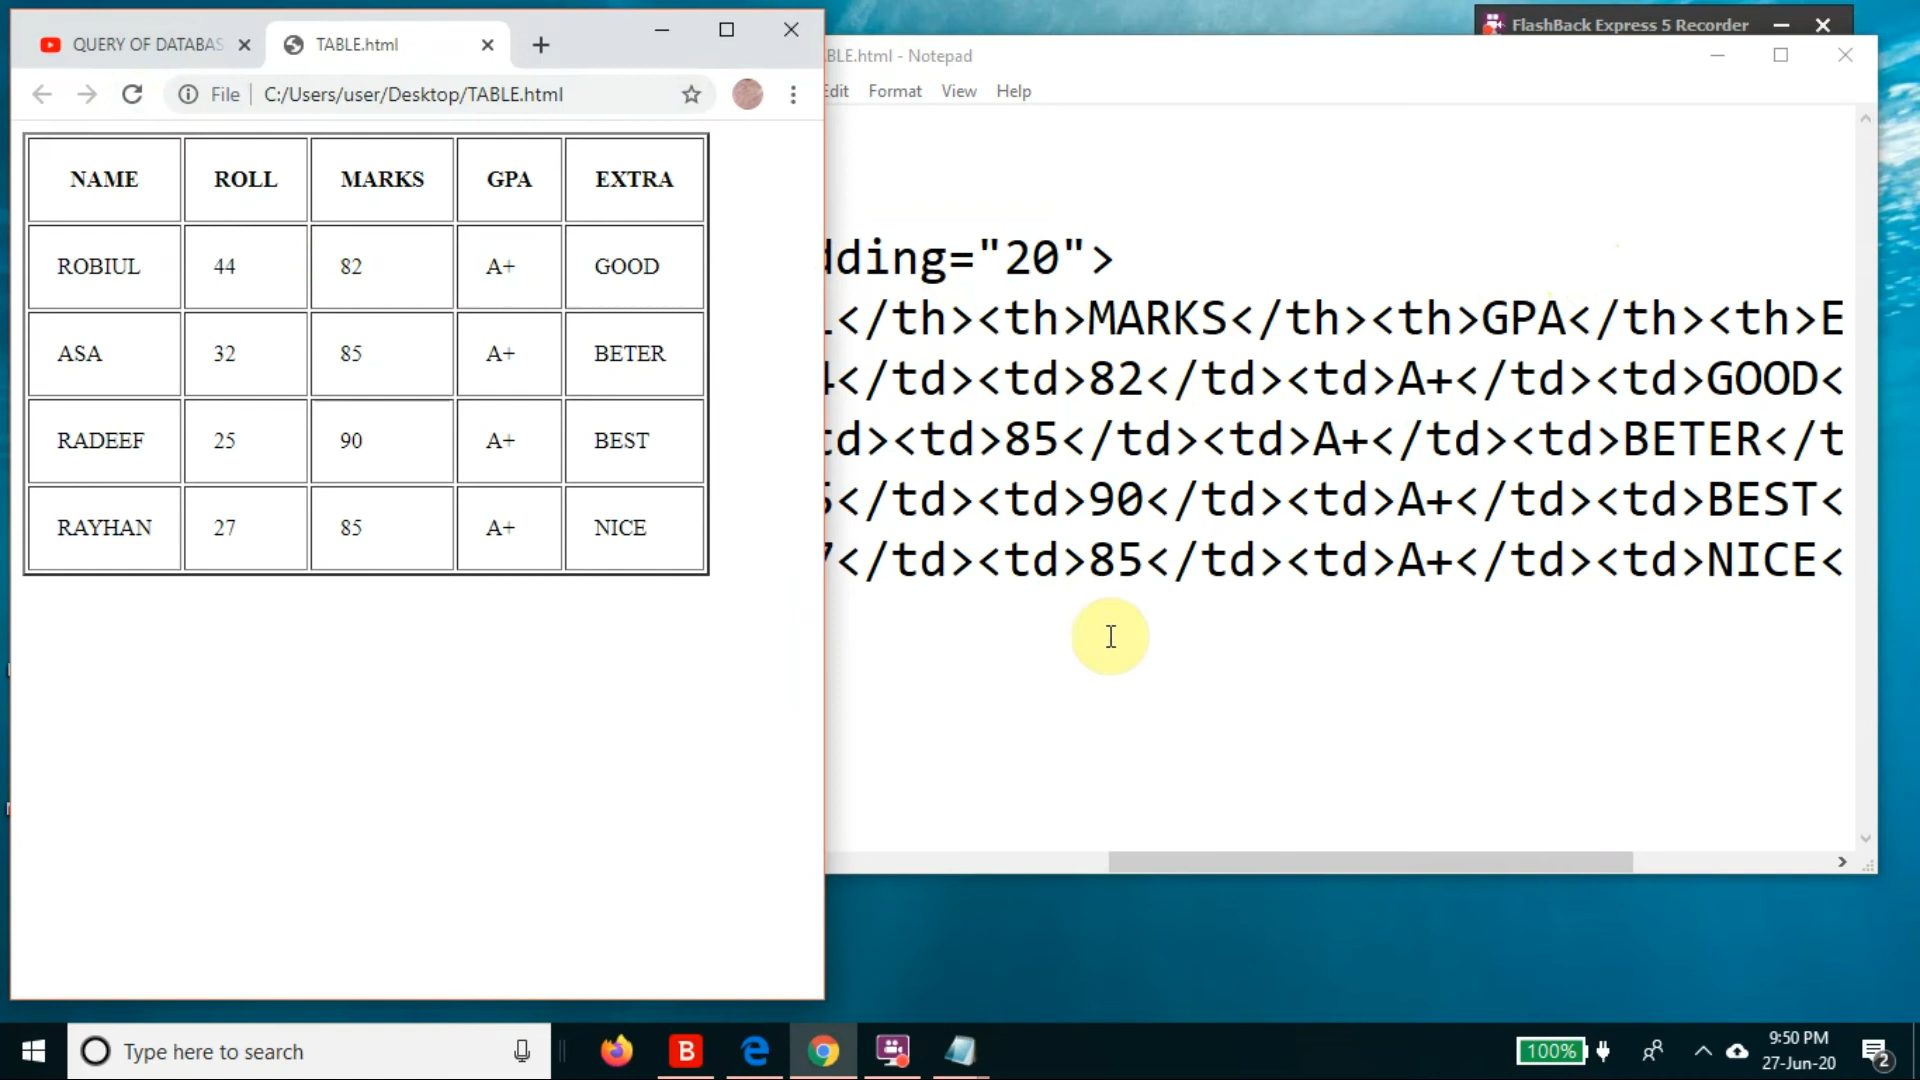 QUERY OF DATABAS
TABLE.html
File
C:/Users/user/Desktop/TABLE.html
NAME ROLL MARKS GPA EXTRA
ROBIUL 44 82 A+ GOOD
ASA 32 85 A+ BETER
RADEEF 25 90 A+ BEST
RAYHAN 27 85 A+ NICE
FlashBack Express 5 Recorder
BLE.html - Notepad
Edit Format View Help
dding="20">
</th><th>MARKS</th><th>GPA</th><th>E
4</td><td>82</td><td>A+</td><td>GOOD<
td><td>85</td><td>A+</td><td>BETER</t
5</td><td>90</td><td>A+</td><td>BEST<
7</td><td>85</td><td>A+</td><td>NICE<
Type here to search
B
100%
9:50 PM
27-Jun-20
2